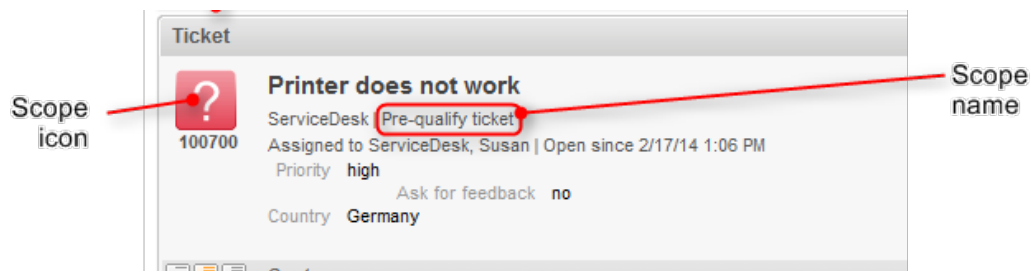 Ticket
?
Printer does not work
ServiceDesk | Pre-qualify ticket
100700
Assigned to ServiceDesk, Susan | Open since 2/17/14 1:06 PM
Priority high
Ask for feedback no
Country Germany
Scope
icon
Scope
name